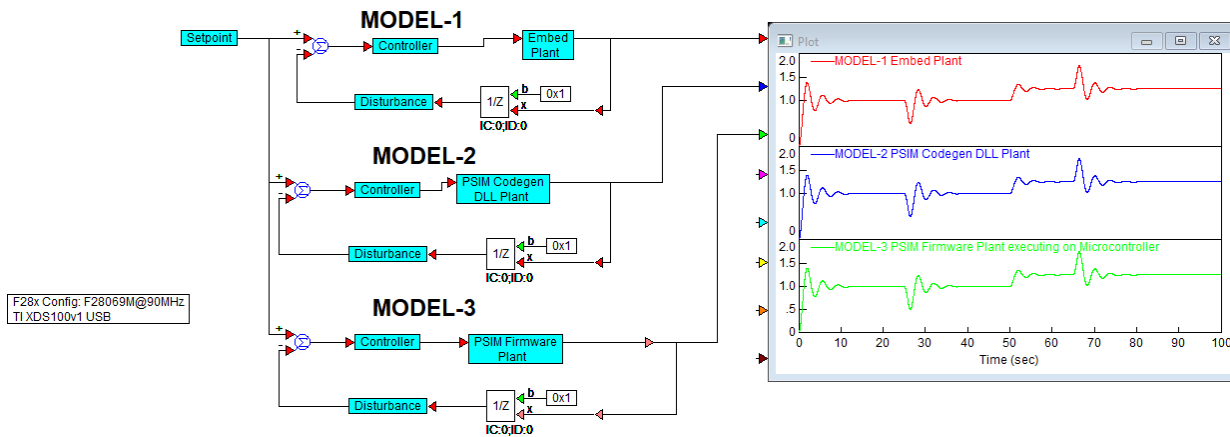 MODEL-1
Setpoint
+
-
Σ
Controller
Embed
Plant
Disturbance
1/Z
b
0x1
x
IC:0;ID:0
MODEL-2
+
-
Σ
Controller
PSIM Codegen
DLL Plant
Disturbance
1/Z
b
0x1
x
IC:0;ID:0
F28x Config: F28069M@90MHz
TI XDS100v1 USB
MODEL-3
+
-
Σ
Controller
PSIM Firmware
Plant
Disturbance
1/Z
b
0x1
x
IC:0;ID:0
Plot
2.0
MODEL-1 Embed Plant
1.5
1.0
0
2.0
MODEL-2 PSIM Codegen DLL Plant
1.5
1.0
0
2.0
MODEL-3 PSIM Firmware Plant executing on Microcontroller
1.5
1.0
.5
0
0 10 20 30 40 50 60 70 80 90 100
Time (sec)